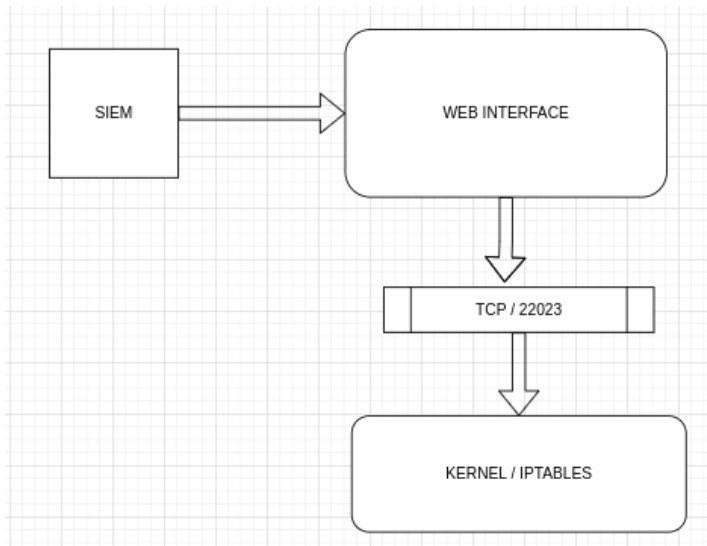 SIEM
WEB INTERFACE
TCP / 22023
KERNEL / IPTABLES